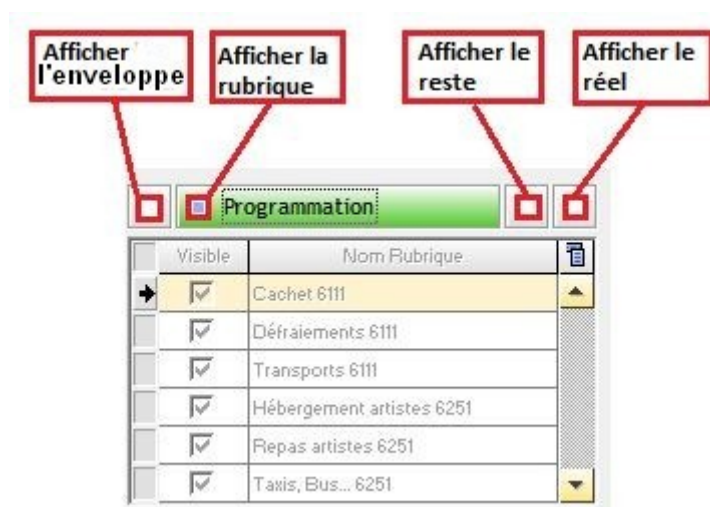 Afficher
l'enveloppe
Afficher la
rubrique
Afficher le
reste
Afficher le
réel
Programmation
Visible Nom Rubrique
Cachet 6111
Défraiements 6111
Transports 6111
Hébergement artistes 6251
Repas artistes 6251
Taxis, Bus... 6251